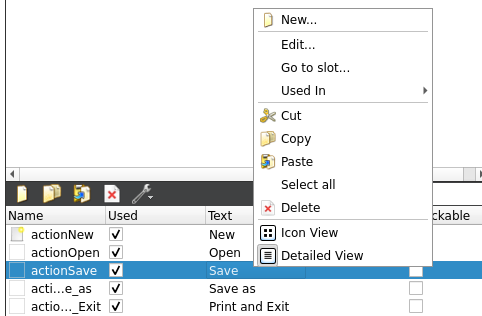 New...
Edit...
Go to slot...
Used In
Cut
Copy
Paste
Select all
Delete
Icon View
Detailed View
Name Used Text ckable
actionNew New
actionOpen Open
actionSave Save
acti...e_as Save as
actio..._Exit Print and Exit